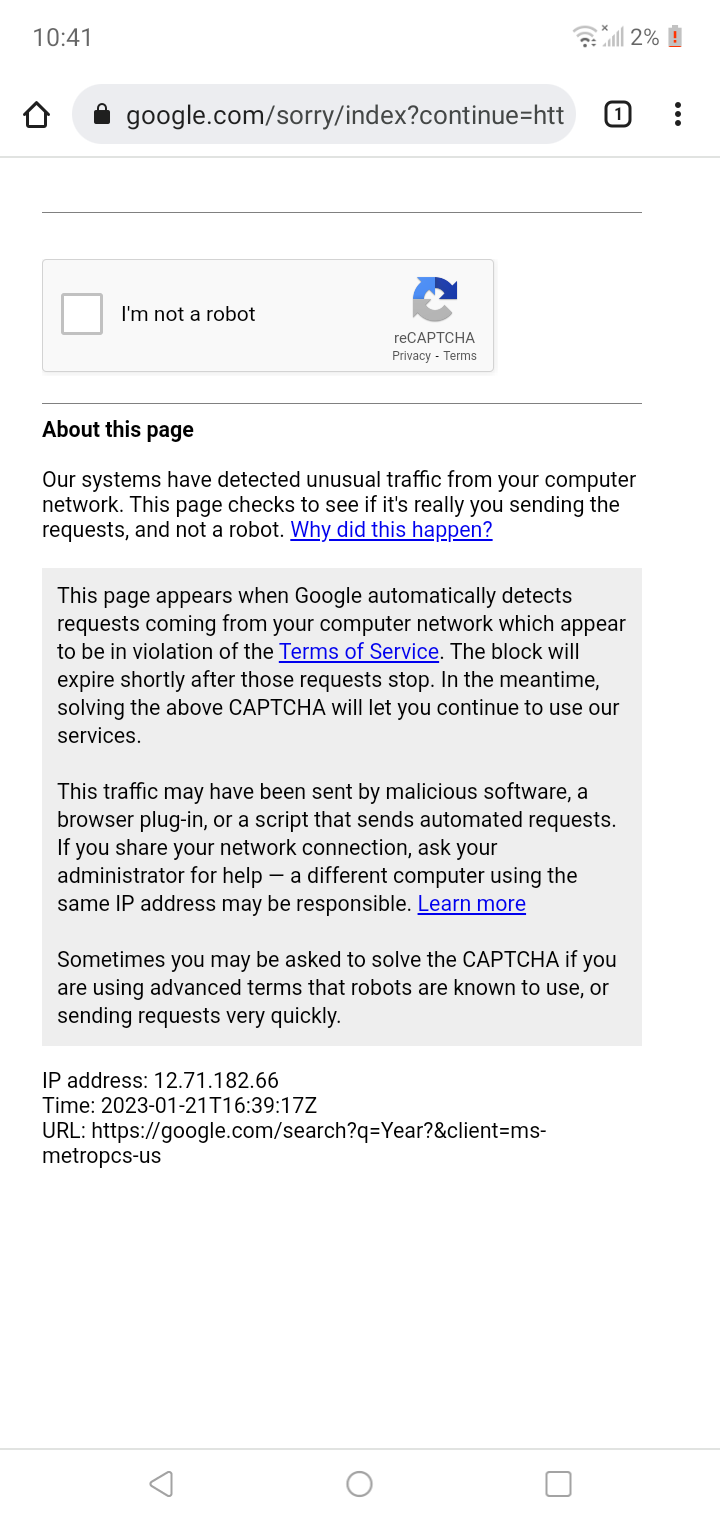 10:41
2%
google.com/sorry/index?continue=htt
1
I'm not a robot
reCAPTCHA
Privacy - Terms
About this page
Our systems have detected unusual traffic from your computer
network. This page checks to see if it's really you sending the
requests, and not a robot. Why did this happen?
This page appears when Google automatically detects
requests coming from your computer network which appear
to be in violation of the Terms of Service. The block will
expire shortly after those requests stop. In the meantime,
solving the above CAPTCHA will let you continue to use our
services.
This traffic may have been sent by malicious software, a
browser plug-in, or a script that sends automated requests.
If you share your network connection, ask your
administrator for help — a different computer using the
same IP address may be responsible. Learn more
Sometimes you may be asked to solve the CAPTCHA if you
are using advanced terms that robots are known to use, or
sending requests very quickly.
IP address: 12.71.182.66
Time: 2023-01-21T16:39:17Z
URL: https://google.com/search?q=Year?&client=ms-
metropcs-us